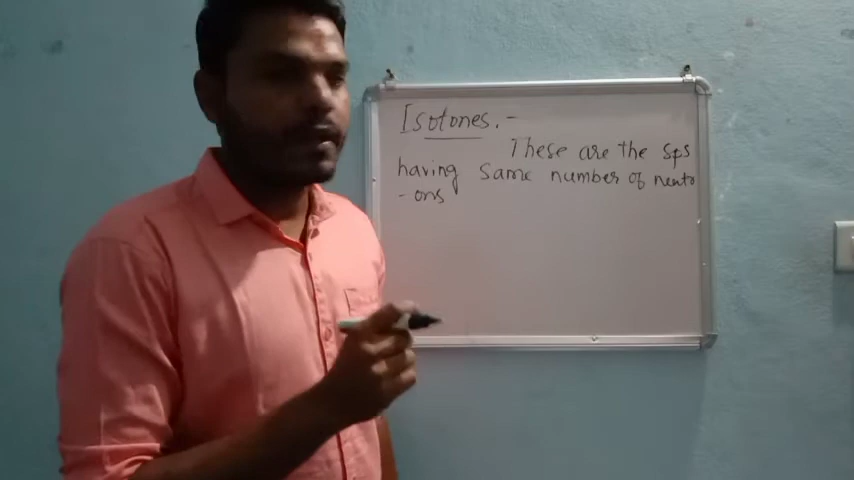 Isotones.-
These are the sps
having same number of neutr
-ons